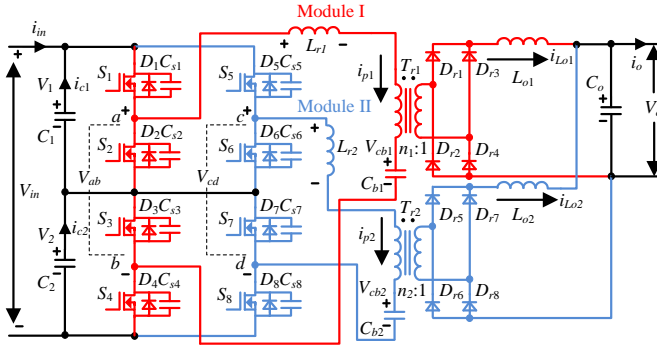 Module I
i_in
L_r1
S_1
D_1C_s1
S_5
D_5C_s5
i_p1
T_r1
D_r1
D_r3
L_o1
i_Lo1
i_o
V_1
i_c1
C_1
a
c
Module II
C_o
V_o
S_2
D_2C_s2
S_6
D_6C_s6
L_r2
V_cb1
n_1:1
D_r2
D_r4
C_b1
V_in
V_ab
V_cd
S_3
D_3C_s3
S_7
D_7C_s7
T_r2
D_r5
D_r7
L_o2
i_Lo2
V_2
i_c2
C_2
b
d
i_p2
S_4
D_4C_s4
S_8
D_8C_s8
V_cb2
n_2:1
D_r6
D_r8
C_b2